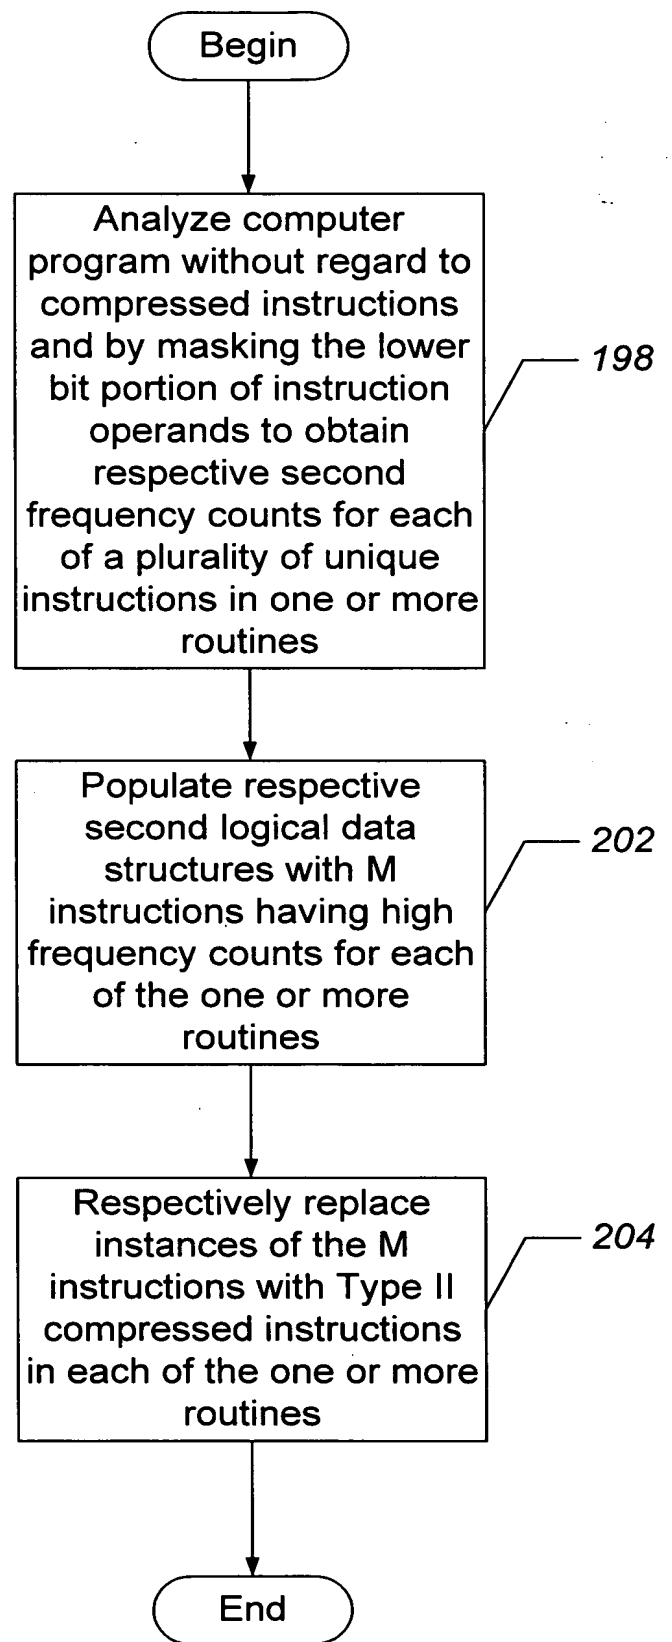 Begin
Analyze computer
program without regard to
compressed instructions
and by masking the lower
bit portion of instruction
operands to obtain
respective second
frequency counts for each
of a plurality of unique
instructions in one or more
routines
198
Populate respective
second logical data
structures with M
instructions having high
frequency counts for each
of the one or more
routines
202
Respectively replace
instances of the M
instructions with Type II
compressed instructions
in each of the one or more
routines
204
End